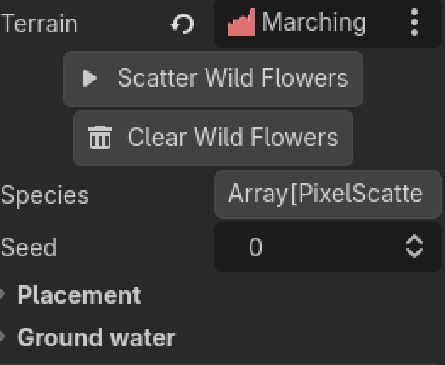 Terrain Marching
Scatter Wild Flowers
Clear Wild Flowers
Species Array[PixelScatte
Seed 0
Placement
Ground water